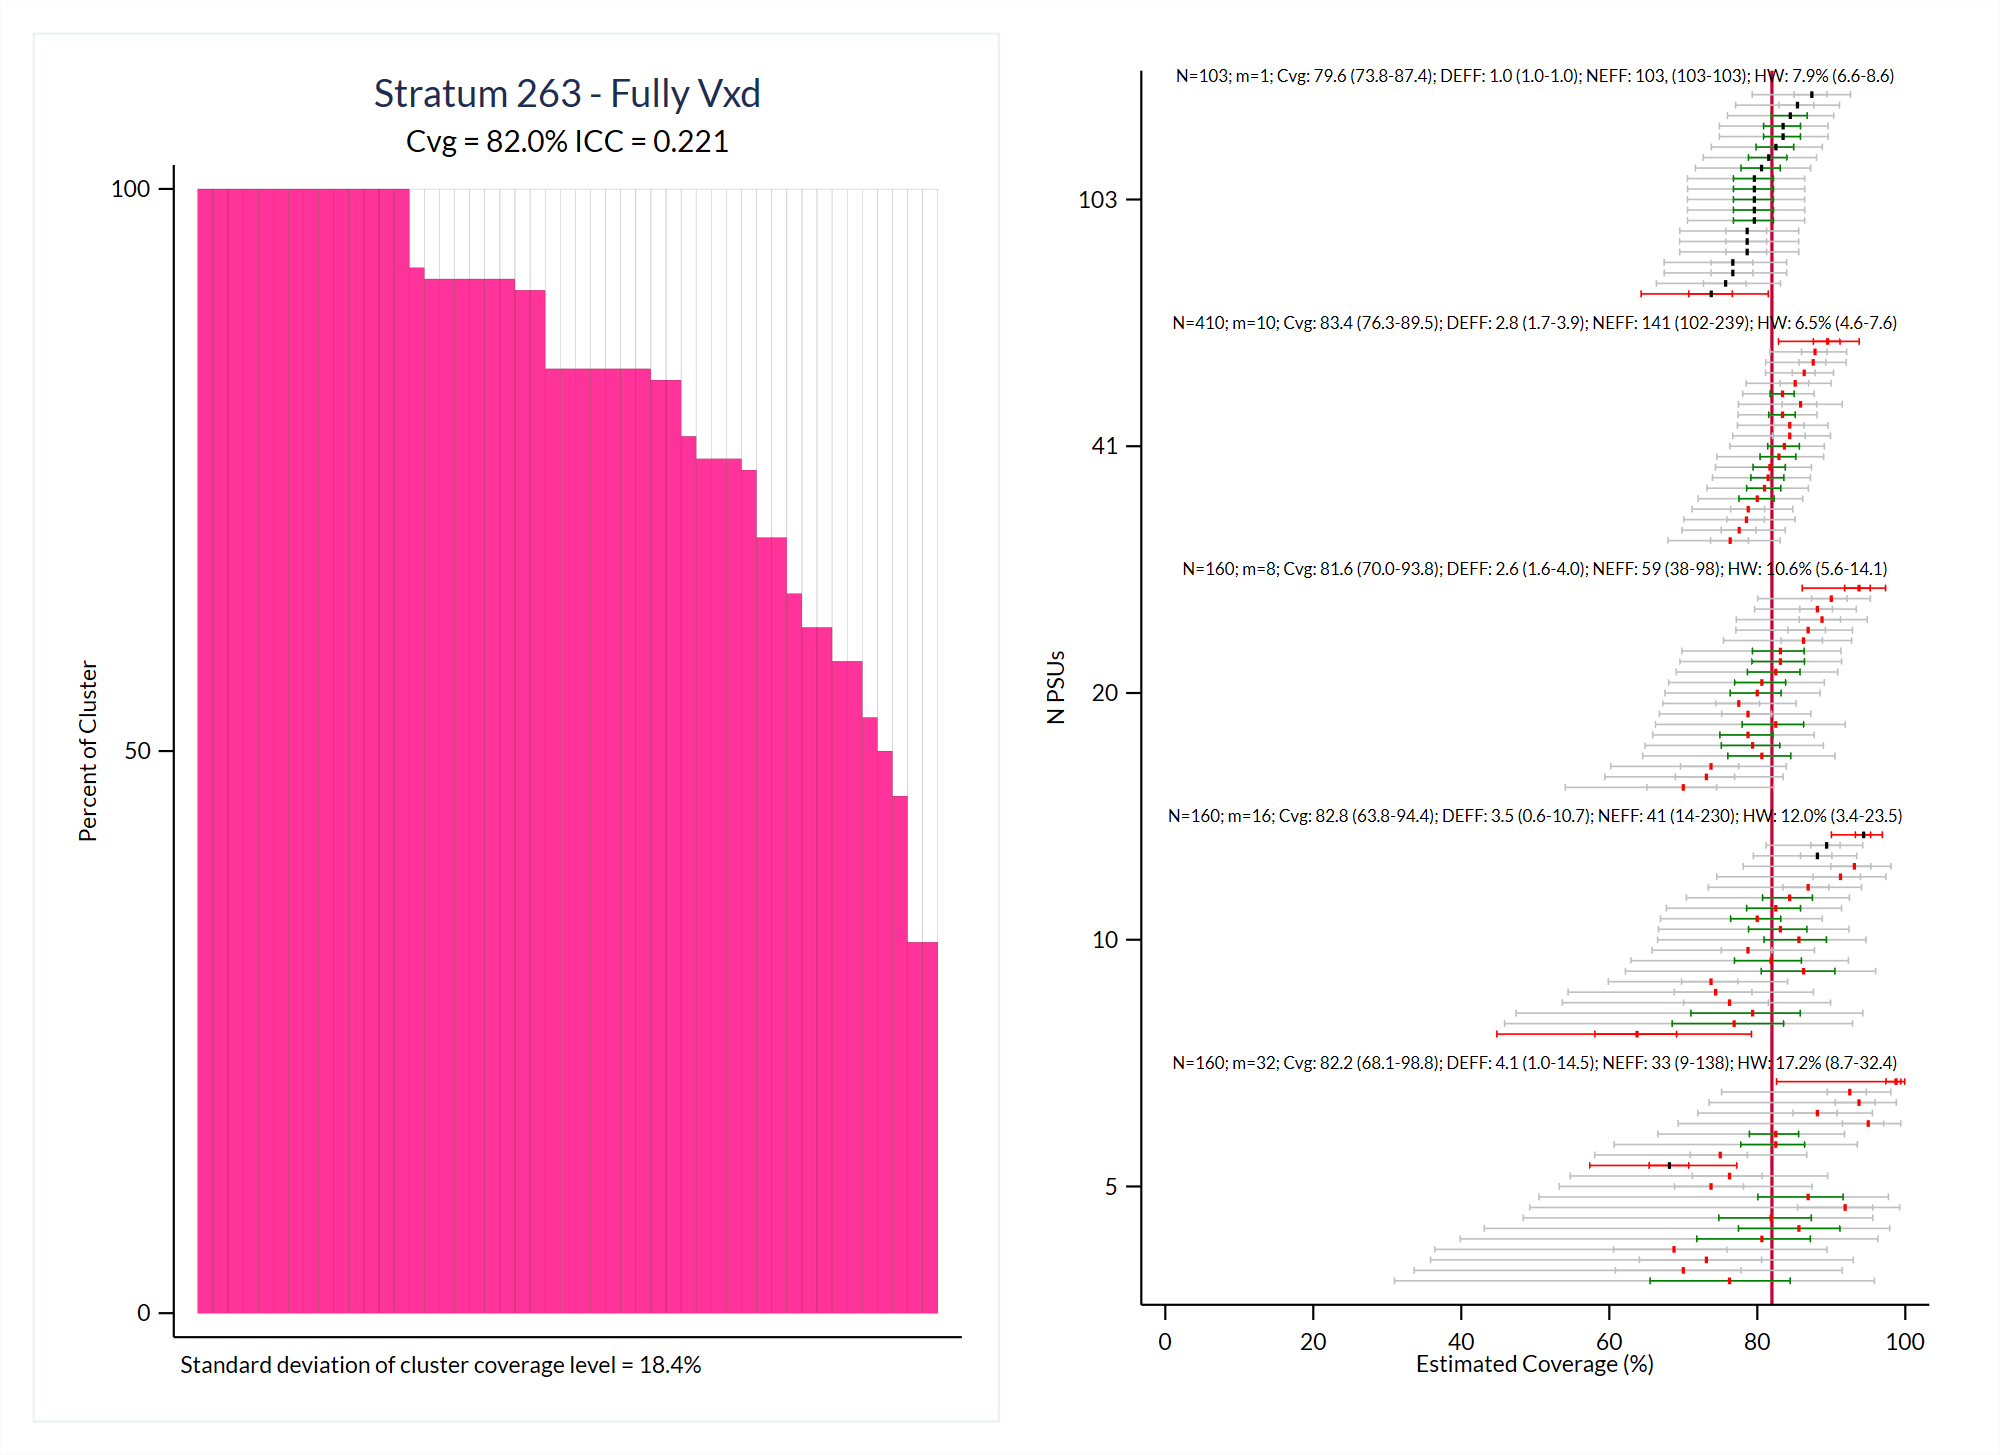 Stratum 263 - Fully Vxd
Cvg = 82.0% ICC = 0.221
100
50
0
Percent of Cluster
Standard deviation of cluster coverage level = 18.4%
N=103; m=1; Cvg: 79.6 (73.8-87.4); DEFF: 1.0 (1.0-1.0); NEFF: 103, (103-103); HW: 7.9% (6.6-8.6)
103
N=410; m=10; Cvg: 83.4 (76.3-89.5); DEFF: 2.8 (1.7-3.9); NEFF: 141 (102-239); HW: 6.5% (4.6-7.6)
41
N=160; m=8; Cvg: 81.6 (70.0-93.8); DEFF: 2.6 (1.6-4.0); NEFF: 59 (38-98); HW: 10.6% (5.6-14.1)
N PSUs
20
N=160; m=16; Cvg: 82.8 (63.8-94.4); DEFF: 3.5 (0.6-10.7); NEFF: 41 (14-230); HW: 12.0% (3.4-23.5)
10
N=160; m=32; Cvg: 82.2 (68.1-98.8); DEFF: 4.1 (1.0-14.5); NEFF: 33 (9-138); HW: 17.2% (8.7-32.4)
5
0 20 40 60 80 100
Estimated Coverage (%)